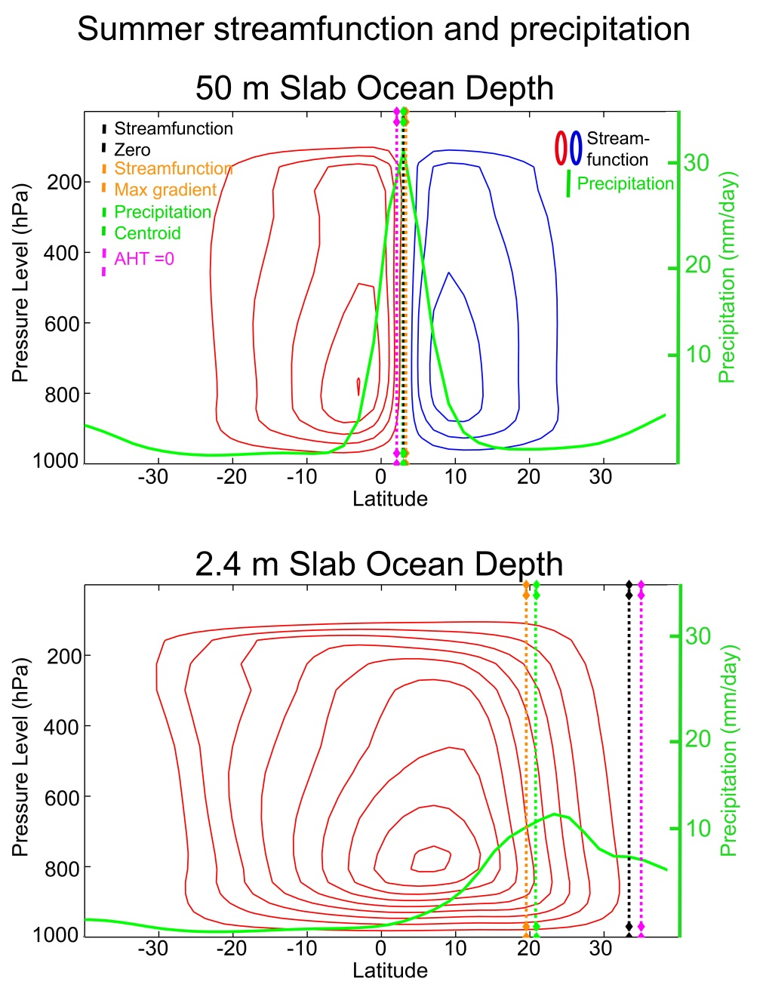 Summer streamfunction and precipitation
50 m Slab Ocean Depth
Streamfunction
Zero
Streamfunction
Max gradient
Precipitation
Centroid
AHT =0
Stream-
function
Precipitation
Pressure Level (hPa)
200
400
600
800
1000
30
20
10
Precipitation (mm/day)
-30 -20 -10 0 10 20 30
Latitude
2.4 m Slab Ocean Depth
Pressure Level (hPa)
200
400
600
800
1000
30
20
10
Precipitation (mm/day)
-30 -20 -10 0 10 20 30
Latitude